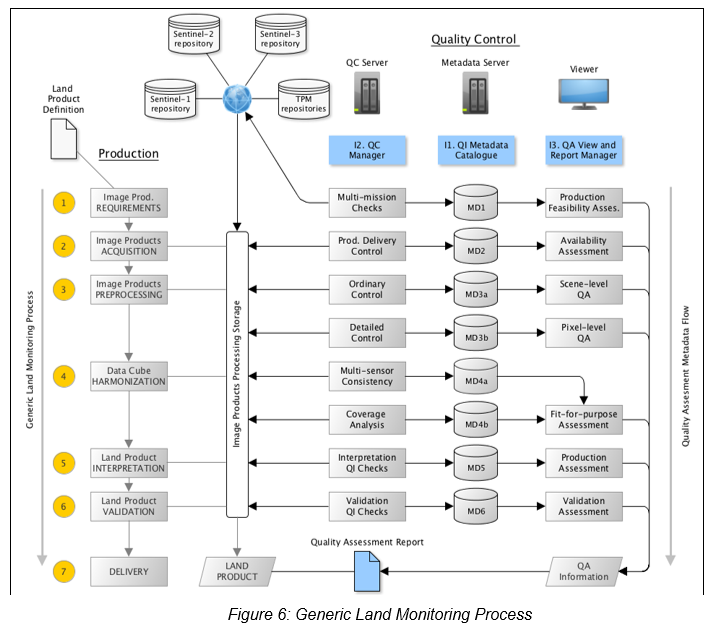 Sentinel-2
repository
Sentinel-3
repository
Sentinel-1
repository
TPM
repositories
Quality Control
QC Server
Metadata Server
Viewer
Land
Product
Definition
Production
I2. QC
Manager
I1. QI Metadata
Catalogue
I3. QA View and
Report Manager
1
Image Prod.
REQUIREMENTS
Multi-mission
Checks
MD1
Production
Feasibility Asses.
2
Image Products
ACQUISITION
Prod. Delivery
Control
MD2
Availability
Assessment
3
Image Products
PREPROCESSING
Ordinary
Control
MD3a
Scene-level
QA
Detailed
Control
MD3b
Pixel-level
QA
4
Data Cube
HARMONIZATION
Multi-sensor
Consistency
MD4a
Coverage
Analysis
MD4b
Fit-for-purpose
Assessment
5
Land Product
INTERPRETATION
Interpretation
QI Checks
MD5
Production
Assessment
6
Land Product
VALIDATION
Validation
QI Checks
MD6
Validation
Assessment
7
DELIVERY
LAND
PRODUCT
Quality Assessment Report
QA
Information
Generic Land Monitoring Process
Image Products Processing Storage
Quality Assesment Metadata Flow
Figure 6: Generic Land Monitoring Process